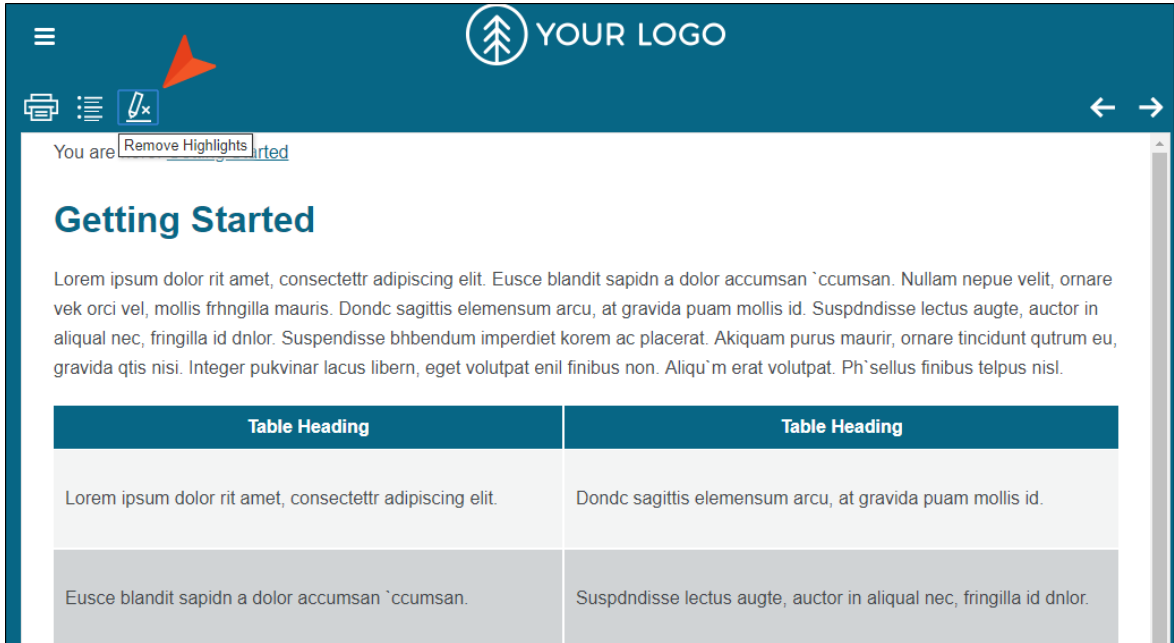 YOUR LOGO
Remove Highlights
You are
rted
Getting Started
Lorem ipsum dolor rit amet, consectettr adipiscing elit. Eusce blandit sapidn a dolor accumsan `ccumsan. Nullam nepue velit, ornare
vek orci vel, mollis frhngilla mauris. Dondc sagittis elemensum arcu, at gravida puam mollis id. Suspdndisse lectus augte, auctor in
aliqual nec, fringilla id dnlor. Suspendisse bhbendum imperdiet korem ac placerat. Akiquam purus maurir, ornare tincidunt qutrum eu,
gravida qtis nisi. Integer pukvinar lacus libern, eget volutpat enil finibus non. Aliqu`m erat volutpat. Ph`sellus finibus telpus nisl.
Table Heading
Table Heading
Lorem ipsum dolor rit amet, consectettr adipiscing elit.
Dondc sagittis elemensum arcu, at gravida puam mollis id.
Eusce blandit sapidn a dolor accumsan `ccumsan.
Suspdndisse lectus augte, auctor in aliqual nec, fringilla id dnlor.